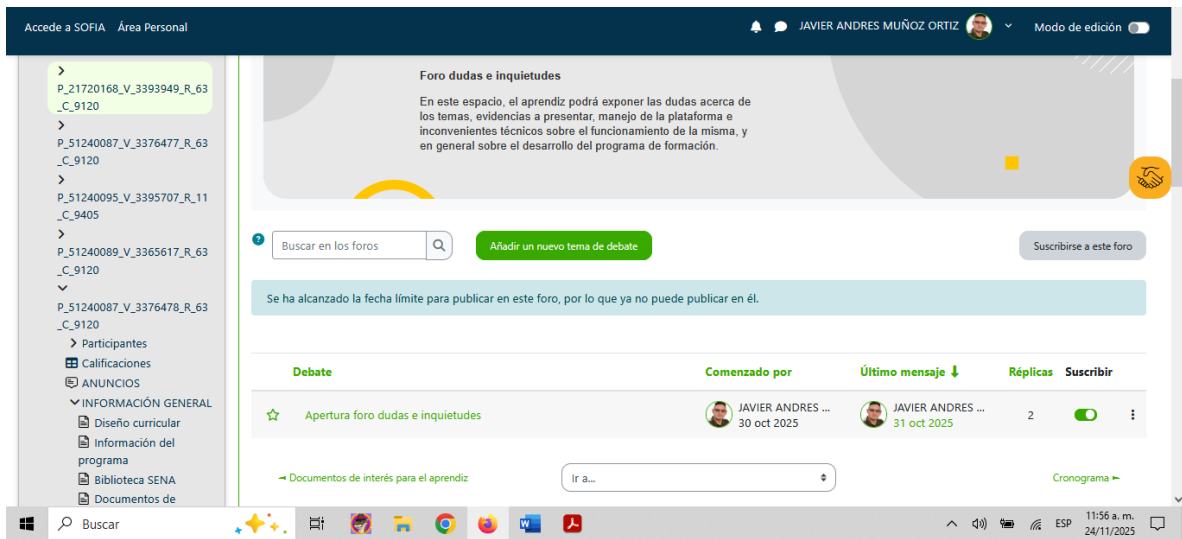 Accede a SOFIA Área Personal
JAVIER ANDRES MUÑOZ ORTIZ
Modo de edición
P_21720168_V_3393949_R_63
_C_9120
P_51240087_V_3376477_R_63
_C_9120
P_51240095_V_3395707_R_11
_C_9405
P_51240089_V_3365617_R_63
_C_9120
P_51240087_V_3376478_R_63
_C_9120
Participantes
Calificaciones
ANUNCIOS
INFORMACIÓN GENERAL
Diseño curricular
Información del
programa
Biblioteca SENA
Documentos de
Foro dudas e inquietudes
En este espacio, el aprendiz podrá exponer las dudas acerca de
los temas, evidencias a presentar, manejo de la plataforma e
inconvenientes técnicos sobre el funcionamiento de la misma, y
en general sobre el desarrollo del programa de formación.
Buscar en los foros
Añadir un nuevo tema de debate
Suscribirse a este foro
Se ha alcanzado la fecha límite para publicar en este foro, por lo que ya no puede publicar en él.
Debate Comenzado por Último mensaje Réplicas Suscribir
Apertura foro dudas e inquietudes
JAVIER ANDRES ...
30 oct 2025
JAVIER ANDRES ...
31 oct 2025
2
Documentos de interés para el aprendiz
Ir a...
Cronograma
Buscar
ESP
11:56 a. m.
24/11/2025